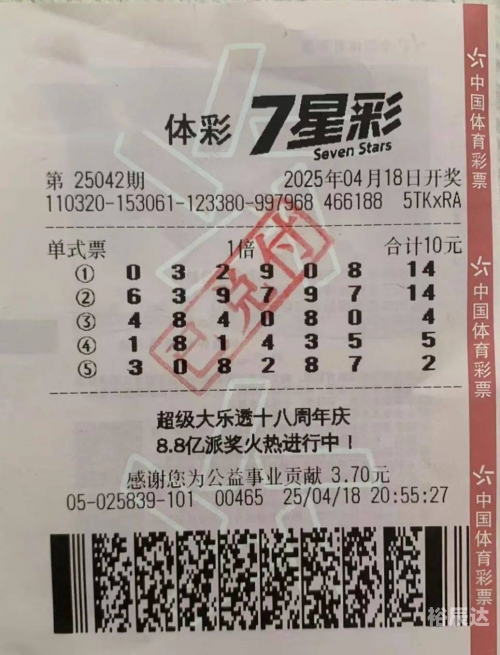 体彩 7星彩
Seven Stars
第 25042期 2025年04月18日开奖
110320-153061-123380-997968 466188 5TKxRA
单式票 1倍 合计10元
① 0 3 2 9 0 8 14
② 6 3 9 7 9 7 14
③ 4 8 4 0 8 0 4
④ 1 8 1 4 3 5 5
⑤ 3 0 8 2 8 7 2
已兑付
超级大乐透十八周年庆
8.8亿派奖火热进行中！
感谢您为公益事业贡献 3.70元
05-025839-101 00465 25/04/18 20:55:27
中国体育彩票
中国体育彩票
中国体育彩票
裕辰达